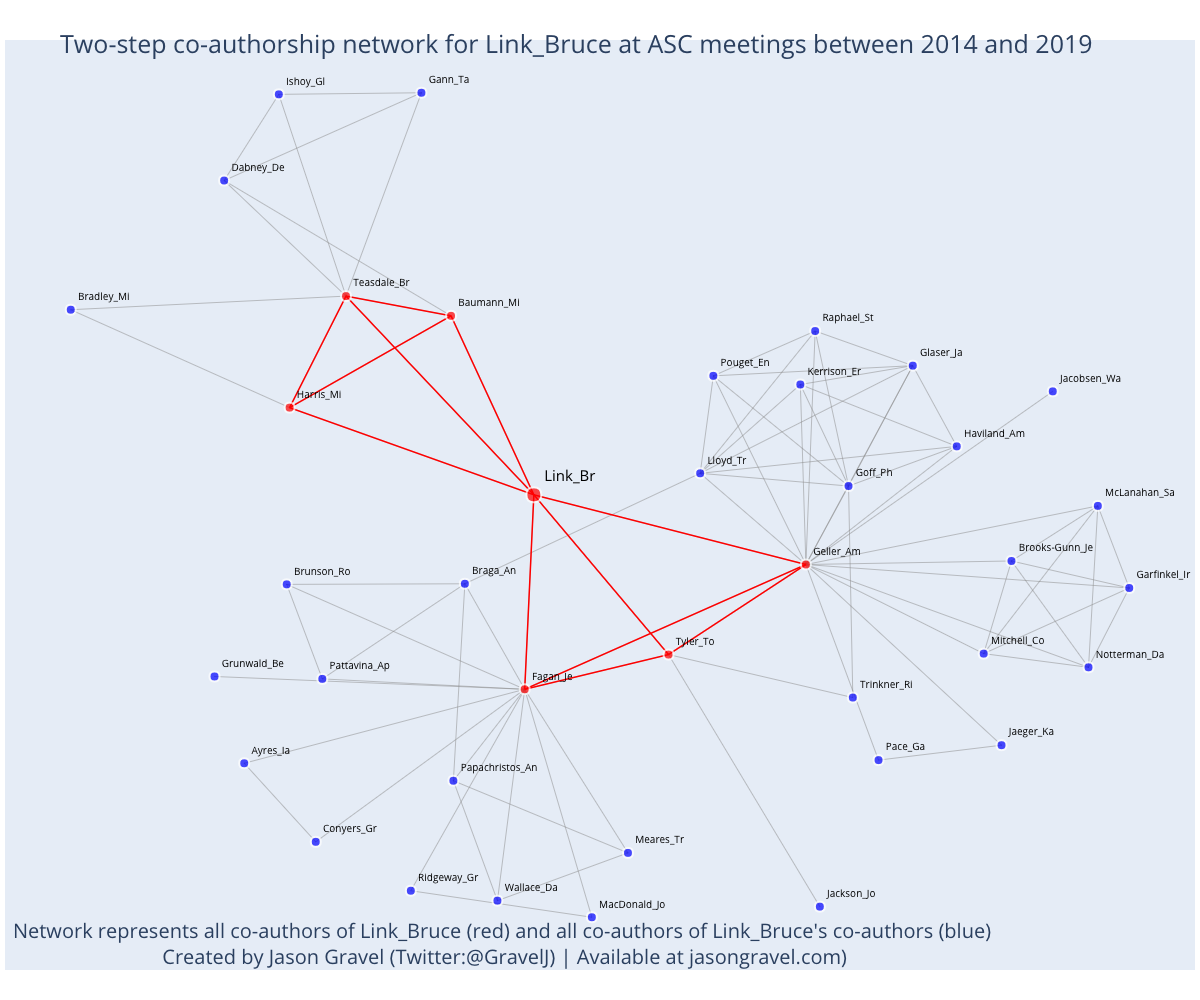 Two-step co-authorship network for Link_Bruce at ASC meetings between 2014 and 2019
Ishoy_Gl
Gann_Ta
Dabney_De
Teasdale_Br
Bradley_Mi
Baumann_Mi
Raphael_St
Glaser_Ja
Pouget_En
Kerrison_Er
Jacobsen_Wa
Harris_Mi
Haviland_Am
Lloyd_Tr
Goff_Ph
Link_Br
McLanahan_Sa
Geller_Am
Brooks-Gunn_Je
Brunson_Ro
Braga_An
Garfinkel_Ir
Tyler_To
Mitchell_Co
Notterman_Da
Grunwald_Be
Pattavina_Ap
Fagan_Je
Trinkner_Ri
Jaeger_Ka
Pace_Ga
Ayres_Ia
Papachristos_An
Conyers_Gr
Meares_Tr
Ridgeway_Gr
Wallace_Da
Jackson_Jo
MacDonald_Jo
Network represents all co-authors of Link_Bruce (red) and all co-authors of Link_Bruce's co-authors (blue)
Created by Jason Gravel (Twitter:@GravelJ) | Available at jasongravel.com)